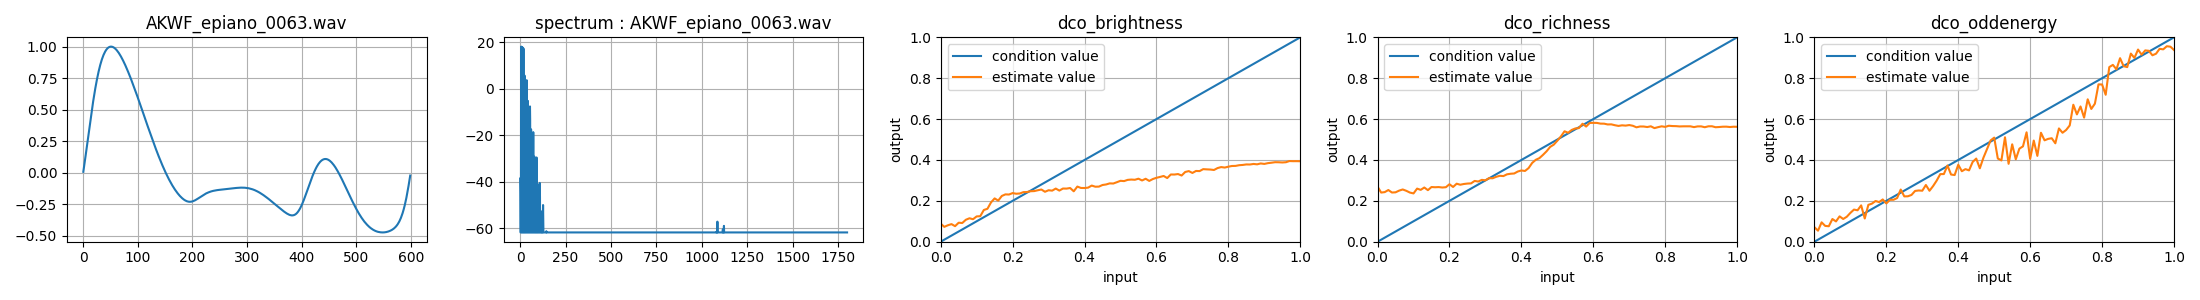 AKWF_epiano_0063.wav
1.00
0.75
0.50
0.25
0.00
−0.25
−0.50
0 100 200 300 400 500 600
spectrum : AKWF_epiano_0063.wav
20
0
−20
−40
−60
0 250 500 750 1000 1250 1500 1750
dco_brightness
condition value
estimate value
output
1.0
0.8
0.6
0.4
0.2
0.0
0.0 0.2 0.4 0.6 0.8 1.0
input
dco_richness
condition value
estimate value
output
1.0
0.8
0.6
0.4
0.2
0.0
0.0 0.2 0.4 0.6 0.8 1.0
input
dco_oddenergy
condition value
estimate value
output
1.0
0.8
0.6
0.4
0.2
0.0
0.0 0.2 0.4 0.6 0.8 1.0
input